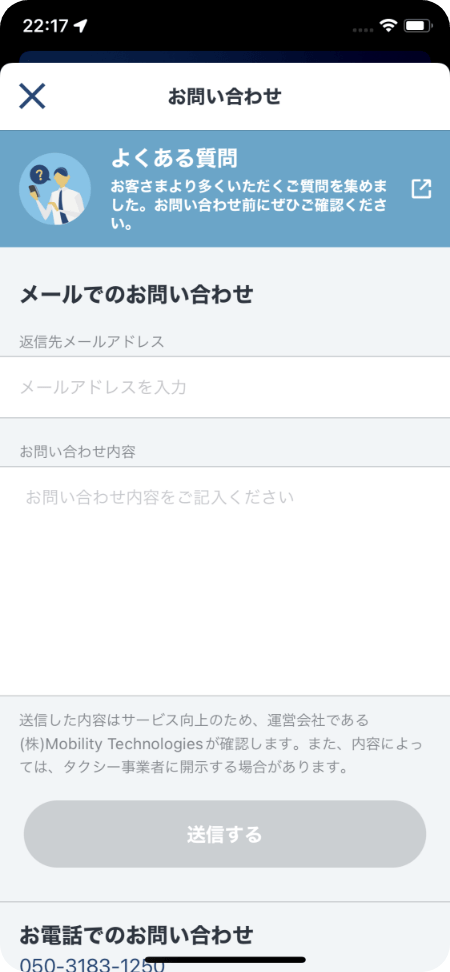 22:17
お問い合わせ
よくある質問
?
お客さまより多くいただくご質問を集めま
した。お問い合わせ前にぜひご確認くださ
い。
メールでのお問い合わせ
返信先メールアドレス
メールアドレスを入力
お問い合わせ内容
お問い合わせ内容をご記入ください
送信した内容はサービス向上のため、運営会社である
(株)Mobility Technologiesが確認します。また、内容によっ
ては、タクシー事業者に開示する場合があります。
送信する
お電話でのお問い合わせ
050-3183-1250